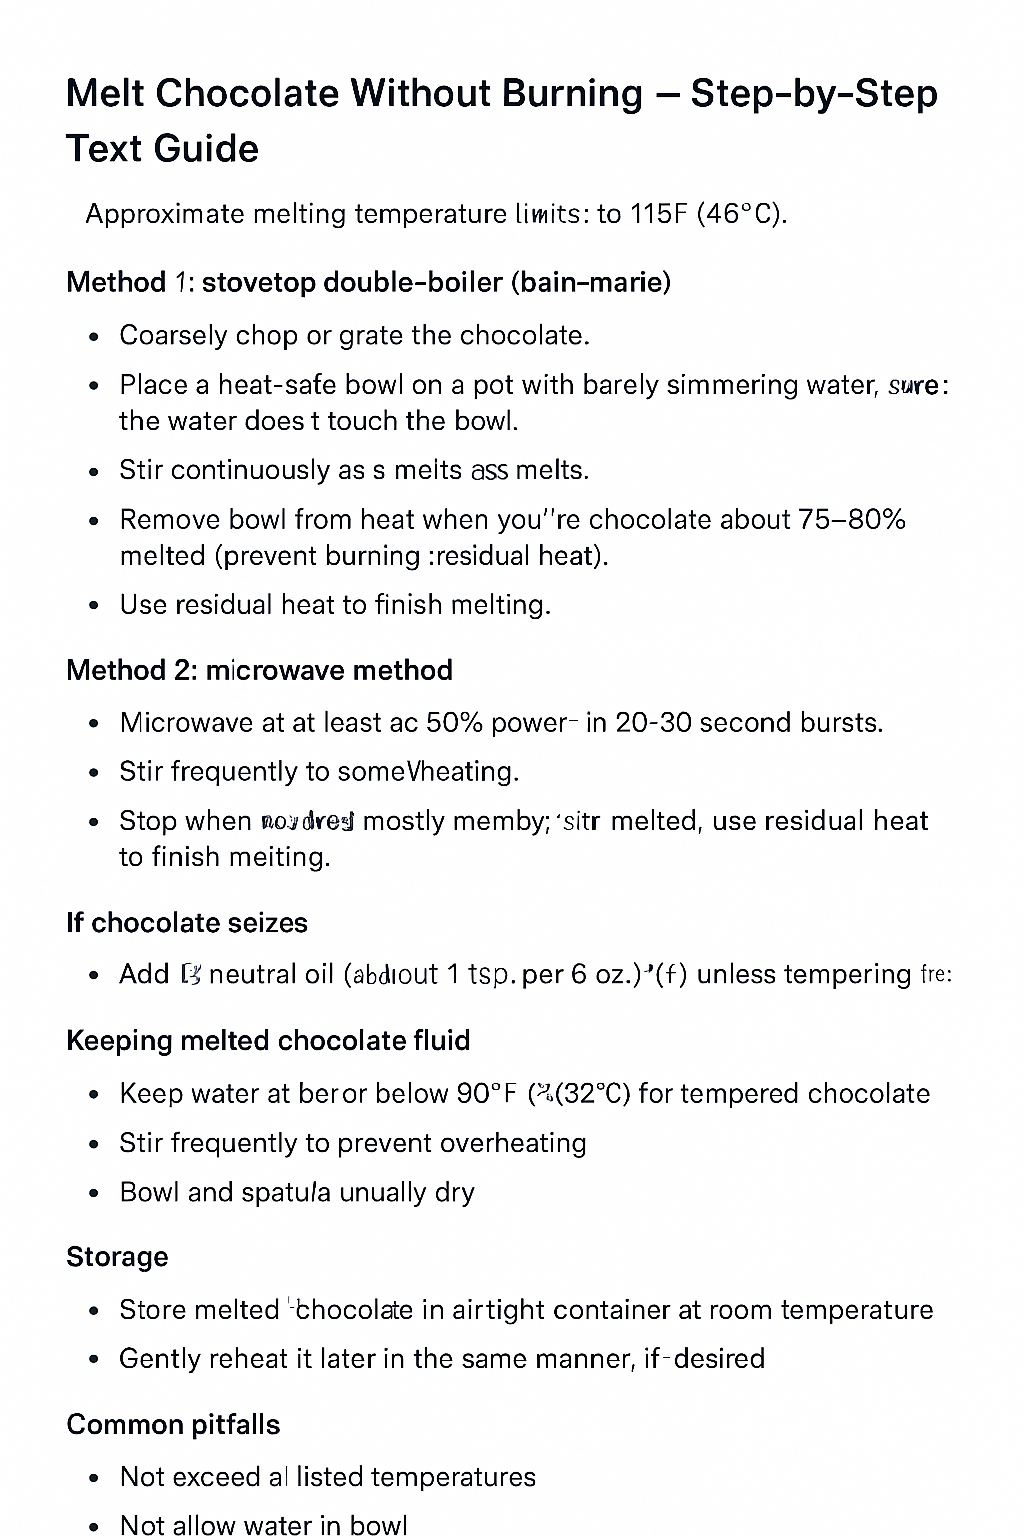 Melt Chocolate Without Burning – Step-by-Step
Text Guide
Approximate melting temperature limits: to 115F (46°C).
Method 1: stovetop double-boiler (bain-marie)
• Coarsely chop or grate the chocolate.
• Place a heat-safe bowl on a pot with barely simmering water, sure:
the water does t touch the bowl.
• Stir continuously as s melts ass melts.
• Remove bowl from heat when you''re chocolate about 75–80%
melted (prevent burning :residual heat).
• Use residual heat to finish melting.
Method 2: microwave method
• Microwave at at least ac 50% power- in 20-30 second bursts.
• Stir frequently to someVheating.
• Stop when mostly memby; 'sitr melted, use residual heat
to finish meiting.
If chocolate seizes
• Add neutral oil (abdıout 1 tsp. per 6 oz.)"(f) unless tempering fre:
Keeping melted chocolate fluid
• Keep water at ber or below 90°F (32°C) for tempered chocolate
• Stir frequently to prevent overheating
• Bowl and spatula unually dry
Storage
• Store melted chocolate in airtight container at room temperature
• Gently reheat it later in the same manner, if-desired
Common pitfalls
• Not exceed al listed temperatures
• Not allow water in bowl